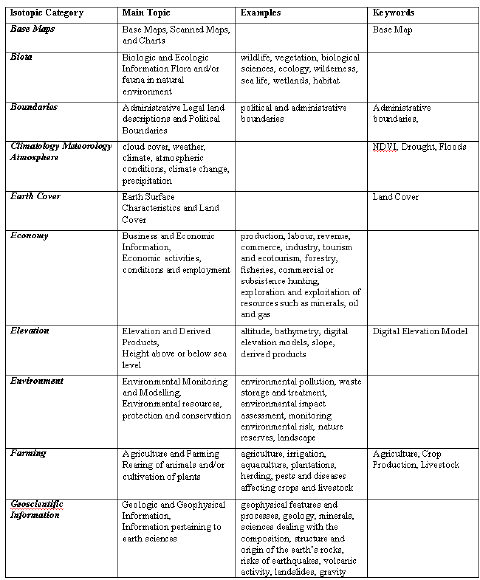 Isotopic Category Main Topic Examples Keywords
Base Maps Base Maps, Scanned Maps, Base Map
and Charts
Biota Biologic and Ecologic wildlife, vegetation, biological
Information Flora and/or sciences, ecology, wilderness,
fauna in natural sea life, wetlands, habitat
environment
Boundaries Administrative Legal land political and administrative Administrative
descriptions and Political boundaries boundaries,
Boundaries
Climatology Meteorology cloud cover, weather, NDVI, Drought, Floods
Atmosphere climate, atmospheric
conditions, climate change,
precipitation
Earth Cover Earth Surface Land Cover
Characteristics and Land
Cover
Economy Business and Economic production, labour, revenue,
Information, commerce, industry, tourism
Economic activities, and ecotourism, forestry,
conditions and employment fisheries, commercial or
subsistence hunting,
exploration and exploitation of
resources such as minerals, oil
and gas
Elevation Elevation and Derived altitude, bathymetry, digital Digital Elevation Model
Products, elevation models, slope,
Height above or below sea derived products
level
Environment Environmental Monitoring environmental pollution, waste
and Modelling, storage and treatment,
Environmental resources, environmental impact
protection and conservation assessment, monitoring
environmental risk, nature
reserves, landscape
Farming Agriculture and Farming agriculture, irrigation, Agriculture, Crop
Rearing of animals and/or aquaculture, plantations, Production, Livestock
cultivation of plants herding, pests and diseases
affecting crops and livestock
Geoscientific Geologic and Geophysical geophysical features and
Information Information, processes, geology, minerals,
Information pertaining to sciences dealing with the
earth sciences composition, structure and
origin of the earth's rocks,
risks of earthquakes, volcanic
activity, landslides, gravity